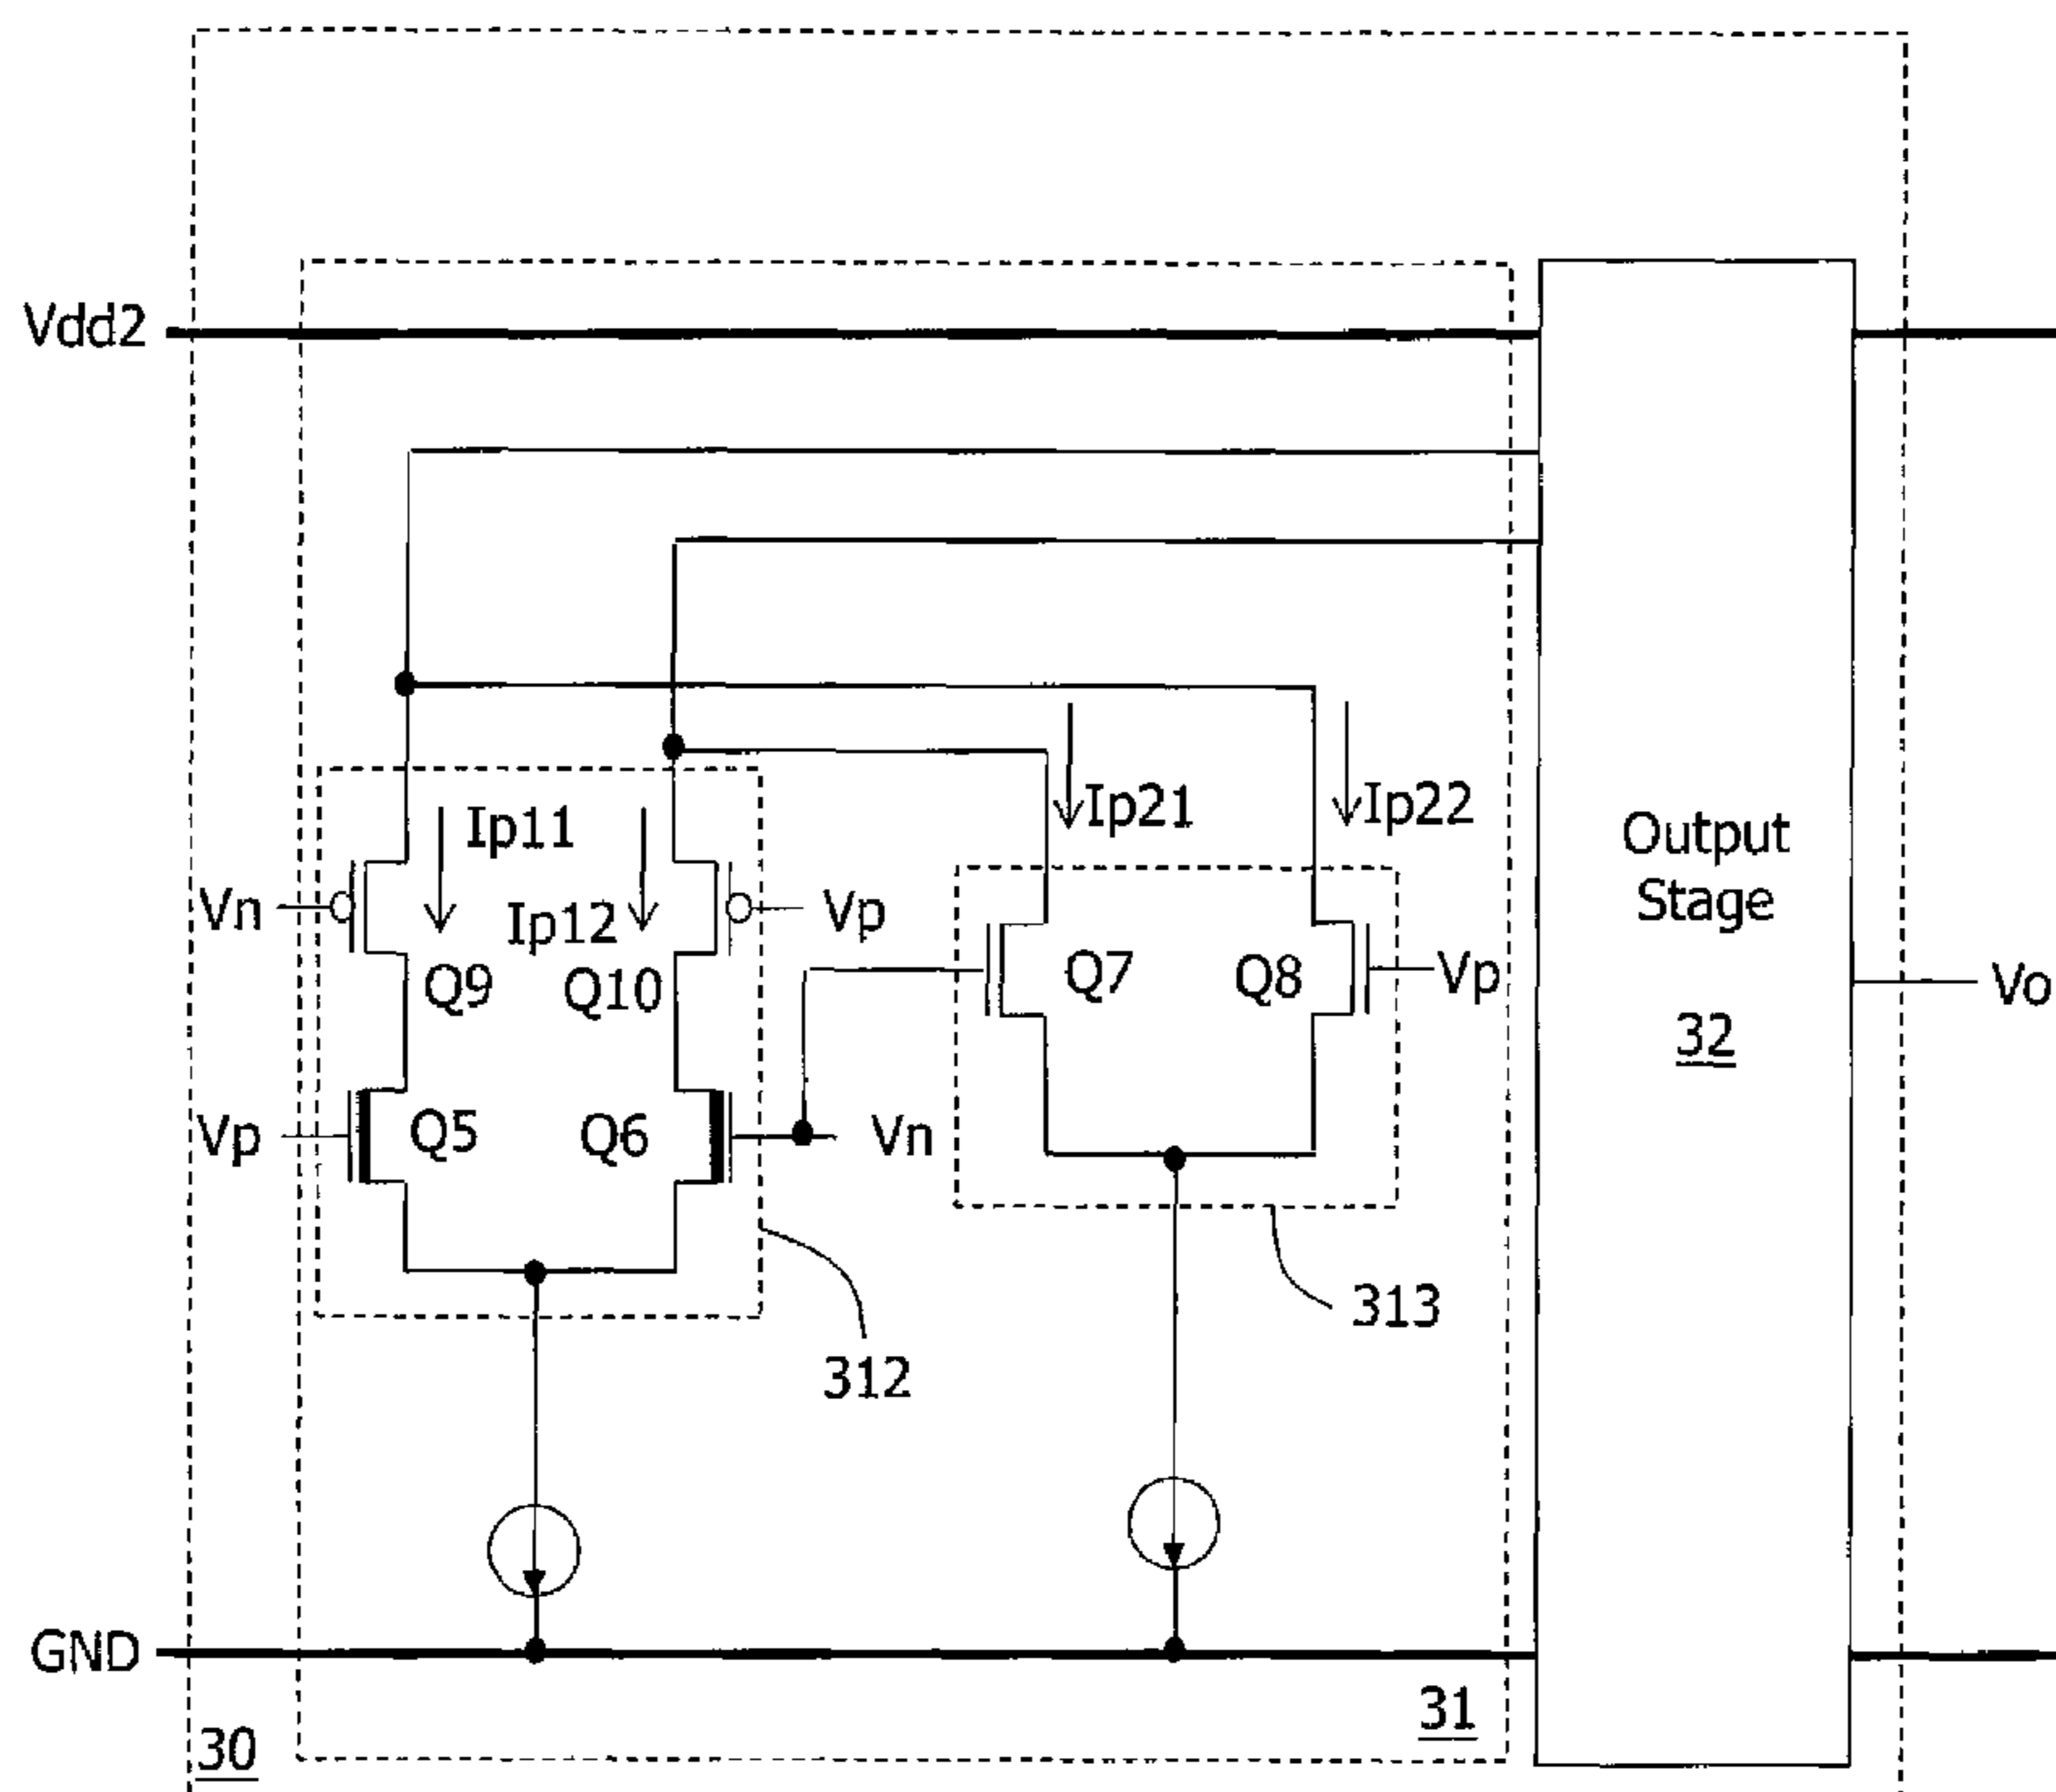 Vdd2
Ip11
Ip12
Ip21
Ip22
Vn
Vp
Q9
Q10
Q7
Q8
Vp
Vp
Q5
Q6
Vn
313
312
Output
Stage
32
Vo
GND
31
30